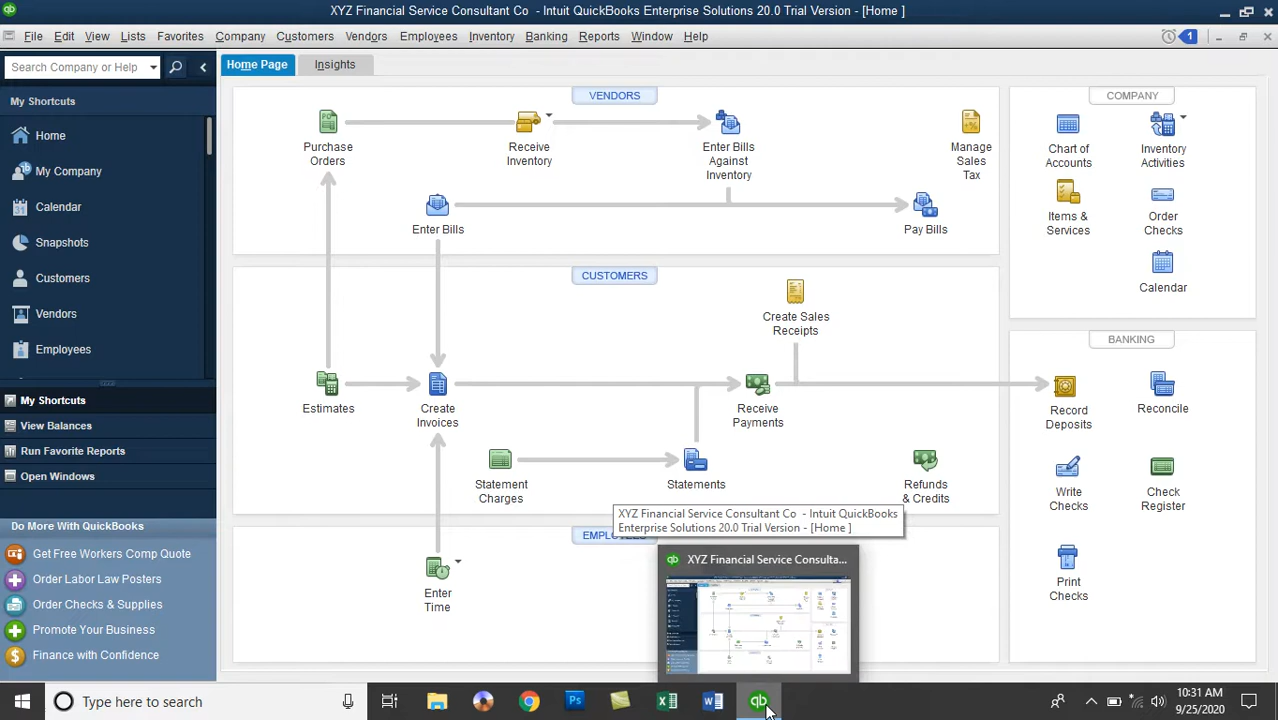 XYZ Financial Service Consultant Co - Intuit QuickBooks Enterprise Solutions 20.0 Trial Version - [Home ]
File Edit View Lists Favorites Company Customers Vendors Employees Inventory Banking Reports Window Help
1
Search Company or Help
Home Page
Insights
My Shortcuts
Home
My Company
Calendar
Snapshots
Customers
Vendors
Employees
My Shortcuts
View Balances
Run Favorite Reports
Open Windows
Do More With QuickBooks
Get Free Workers Comp Quote
Order Labor Law Posters
Order Checks & Supplies
Promote Your Business
Finance with Confidence
VENDORS
Purchase
Orders
Receive
Inventory
Enter Bills
Against
Inventory
Manage
Sales
Tax
Enter Bills
Pay Bills
CUSTOMERS
Create Sales
Receipts
Estimates
Create
Invoices
Receive
Payments
Statement
Charges
Statements
Refunds
& Credits
Enter
Time
COMPANY
Chart of
Accounts
Inventory
Activities
Items &
Services
Order
Checks
Calendar
BANKING
Record
Deposits
Reconcile
Write
Checks
Check
Register
Print
Checks
XYZ Financial Service Consultant Co - Intuit QuickBooks
Enterprise Solutions 20.0 Trial Version - [Home ]
XYZ Financial Service Consulta...
Type here to search
10:31 AM
9/25/2020